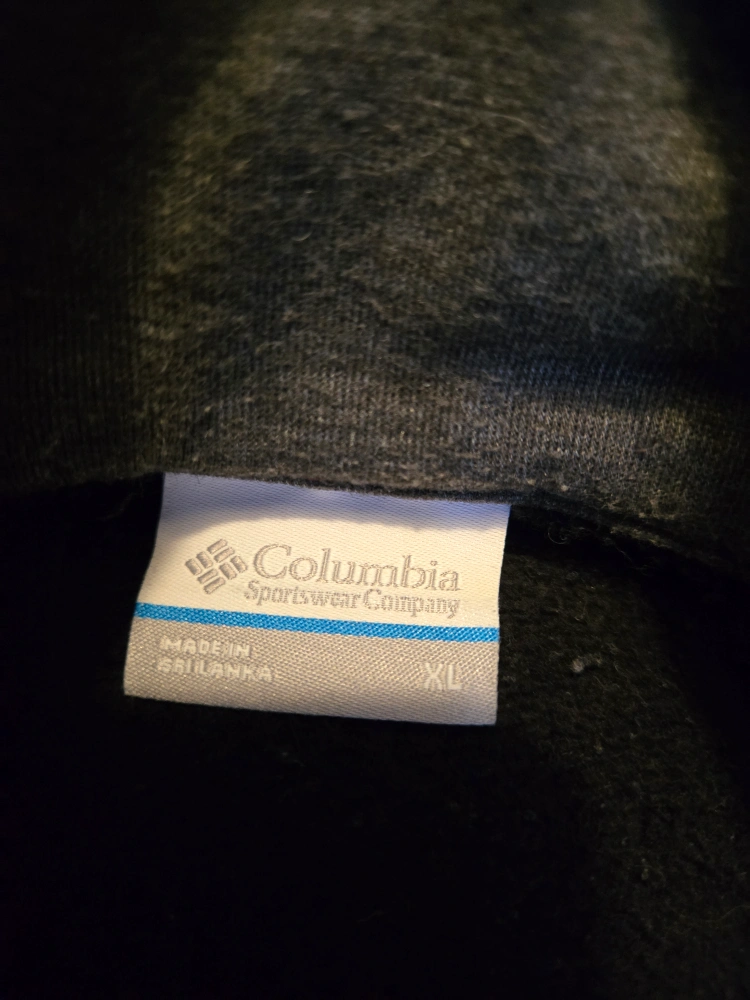 Columbia
Sportswear Company
MADE IN
SRI LANKA
XL